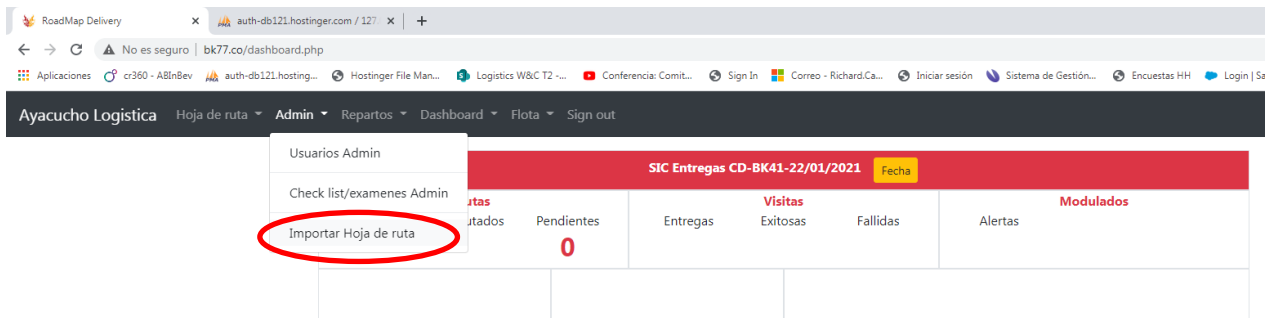 RoadMap Delivery
auth-db121.hostinger.com / 127.
No es seguro | bk77.co/dashboard.php
Aplicaciones cr360 - ABInBev auth-db121.hosting... Hostinger File Man... Logistics W&C T2 -... Conferencia: Comit... Sign In Correo - Richard.Ca... Iniciar sesión Sistema de Gestión... Encuestas HH Login | Sa
Ayacucho Logistica Hoja de ruta Admin Repartos Dashboard Flota Sign out
Usuarios Admin
Check list/examenes Admin
Importar Hoja de ruta
SIC Entregas CD-BK41-22/01/2021 Fecha
utas Visitas Modulados
utados Pendientes Entregas Exitosas Fallidas Alertas
0